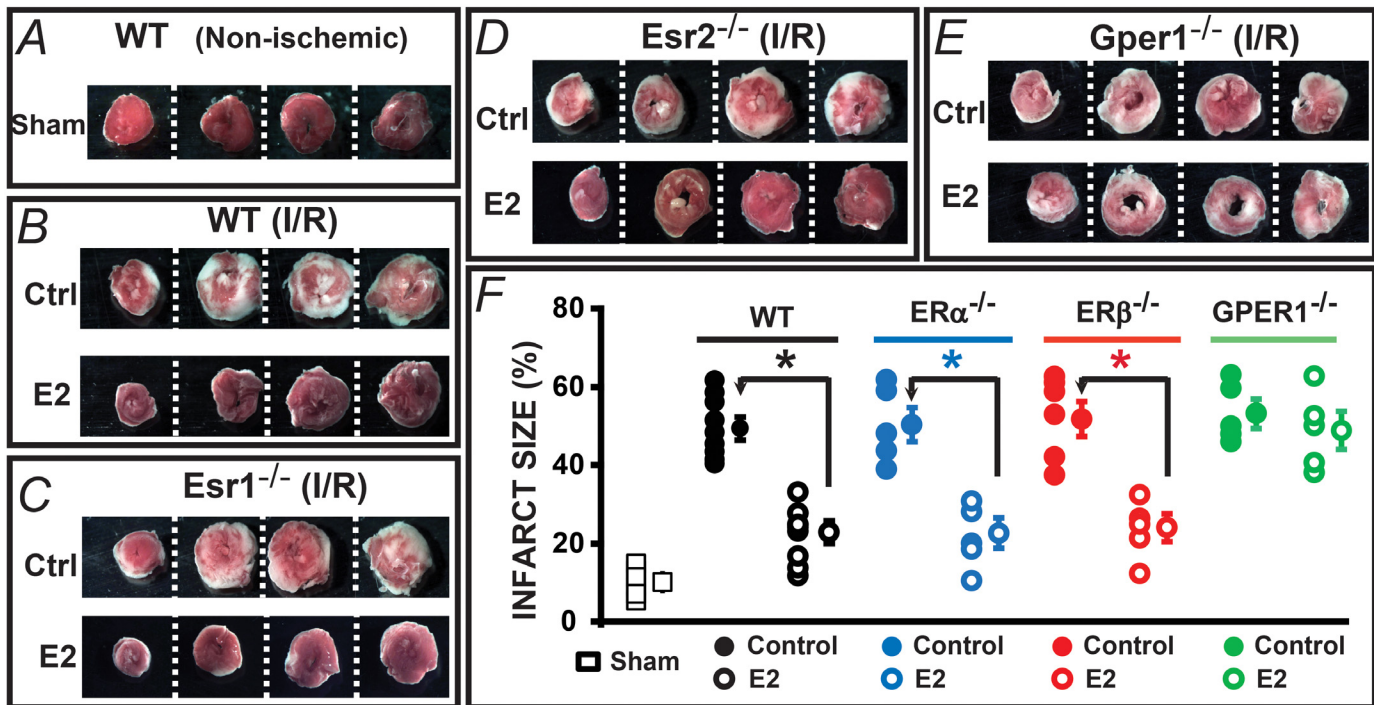 A
WT (Non-ischemic)
Sham
B
WT (I/R)
Ctrl
E2
C
Esr1-/- (I/R)
Ctrl
E2
D
Esr2-/- (I/R)
Ctrl
E2
E
Gper1-/- (I/R)
Ctrl
E2
F
INFARCT SIZE (%)
80
60
40
20
0
WT
ERα-/-
ERβ-/-
GPER1-/-
*
*
*
Sham
Control
E2
Control
E2
Control
E2
Control
E2